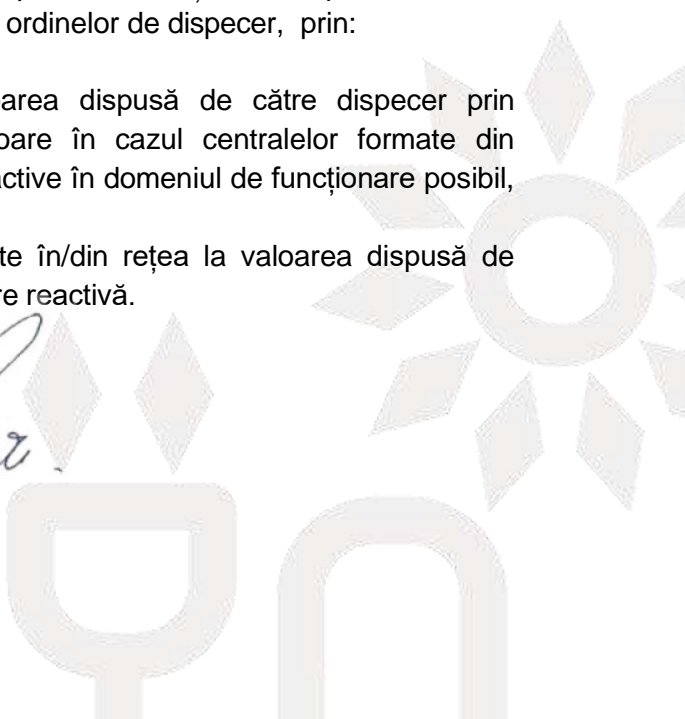 ordinelor de dispecer, prin:
area dispusă de către dispecer prin
oare în cazul centralelor formate din
active în domeniul de funcționare posibil,
te în/din rețea la valoarea dispusă de
re reactivă.